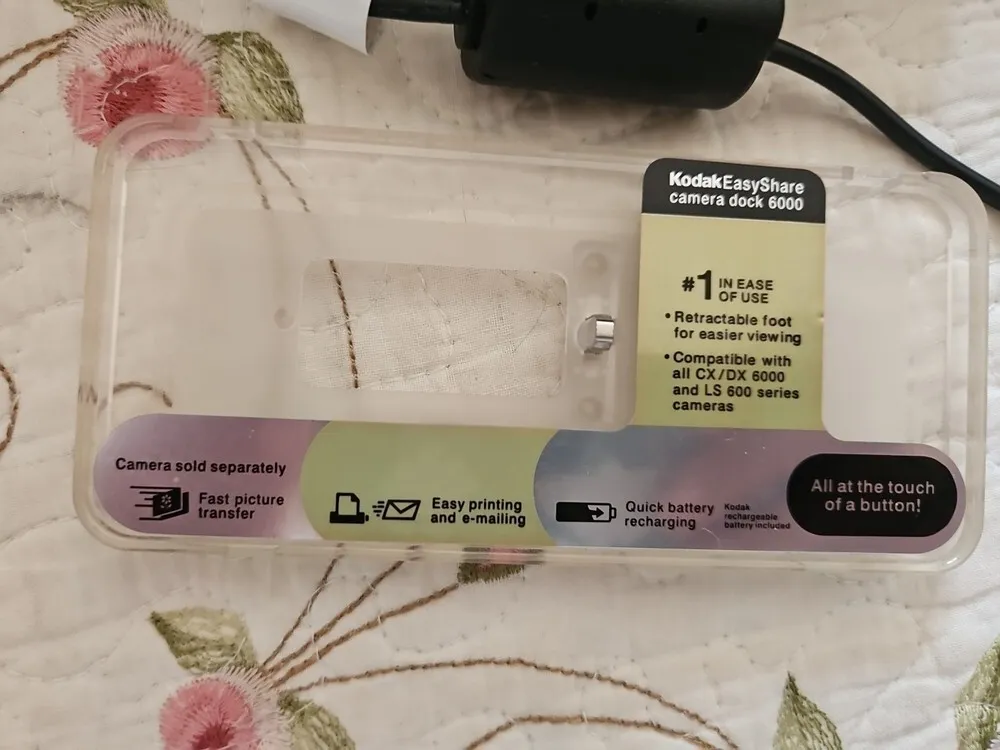 KodakEasyShare
camera dock 6000
#1 IN EASE
OF USE
• Retractable foot
for easier viewing
• Compatible with
all CX/DX 6000
and LS 600 series
cameras
Camera sold separately
Fast picture
transfer
Easy printing
and e-mailing
Quick battery
recharging
Kodak
rechargeable
battery included
All at the touch
of a button!